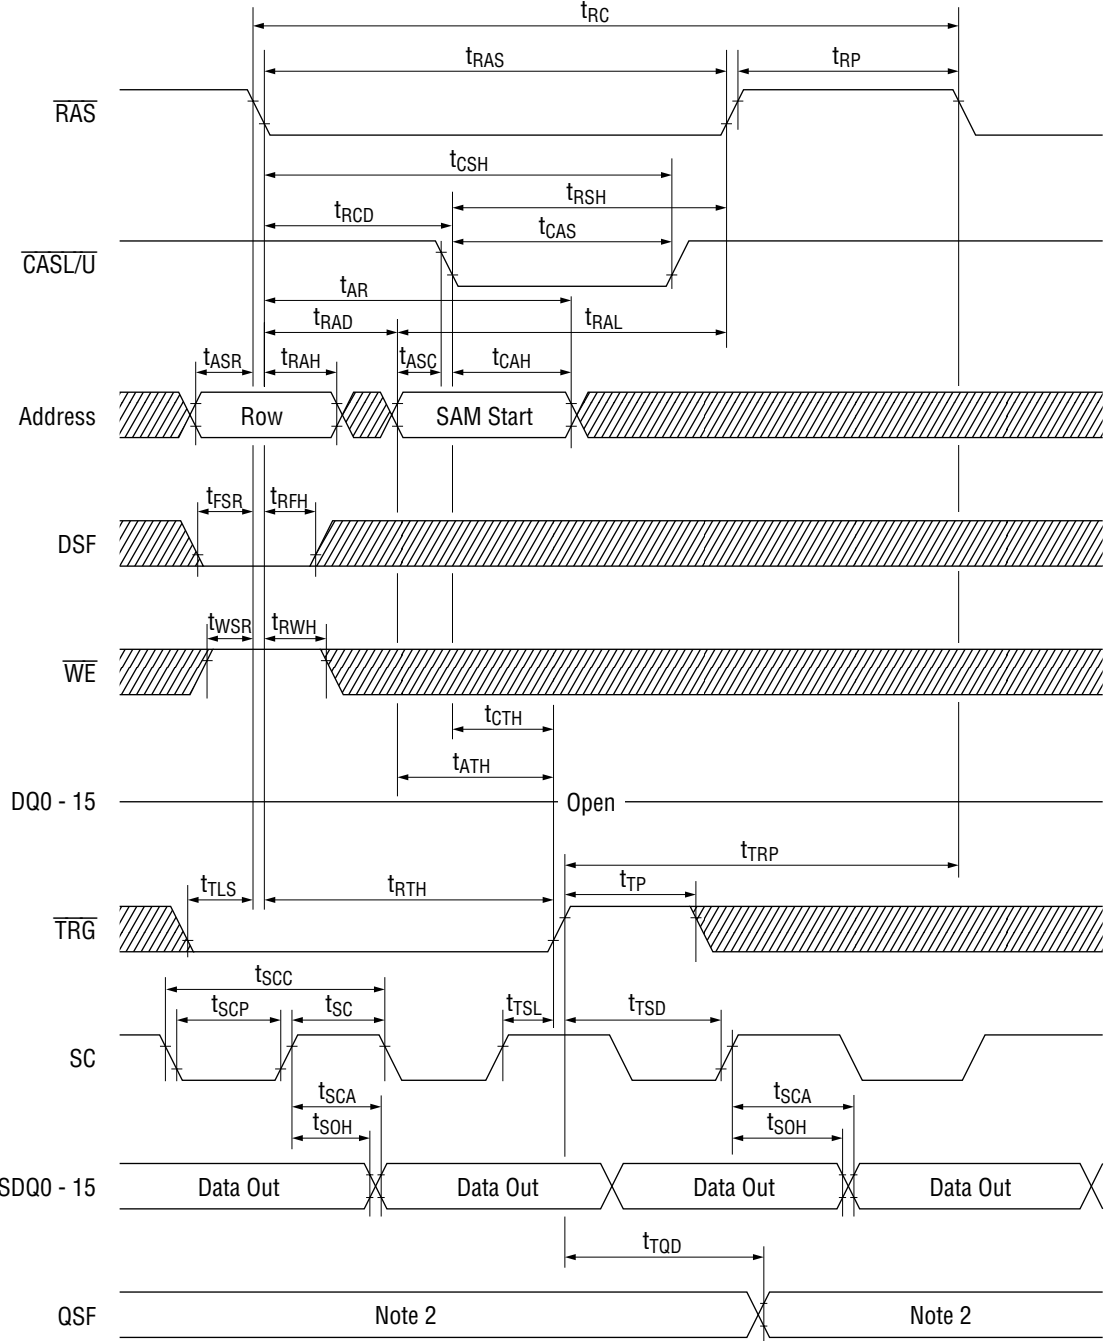 tRC
tRAS
tRP
RAS
tCSH
tRSH
tRCD
tCAS
CASL/U
tAR
tRAD
tRAL
tASR
tRAH
tASC
tCAH
Address
Row
SAM Start
tFSR
tRFH
DSF
tWSR
tRWH
WE
tCTH
tATH
DQ0 - 15
Open
tTRP
tTLS
tRTH
tTP
TRG
tSCC
tSCP
tSC
tTSL
tTSD
SC
tSCA
tSCA
tSOH
tSOH
SDQ0 - 15
Data Out
Data Out
Data Out
Data Out
tTQD
QSF
Note 2
Note 2